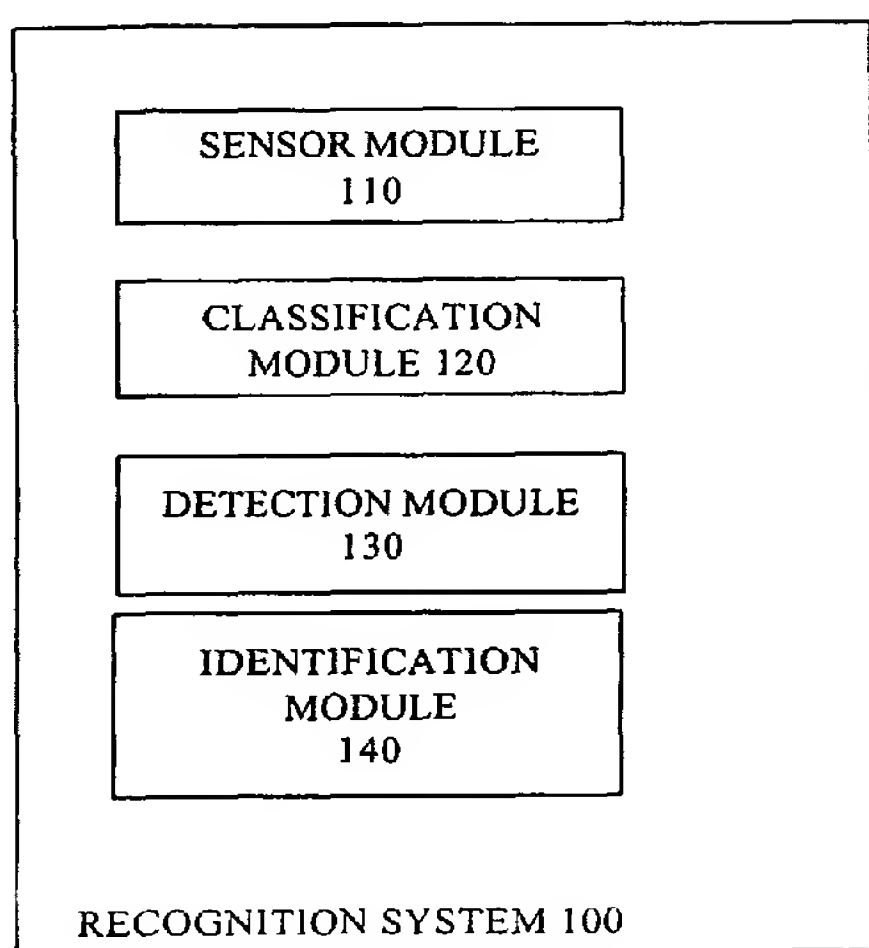 SENSOR MODULE
110
CLASSIFICATION
MODULE 120
DETECTION MODULE
130
IDENTIFICATION
MODULE
140
RECOGNITION SYSTEM 100